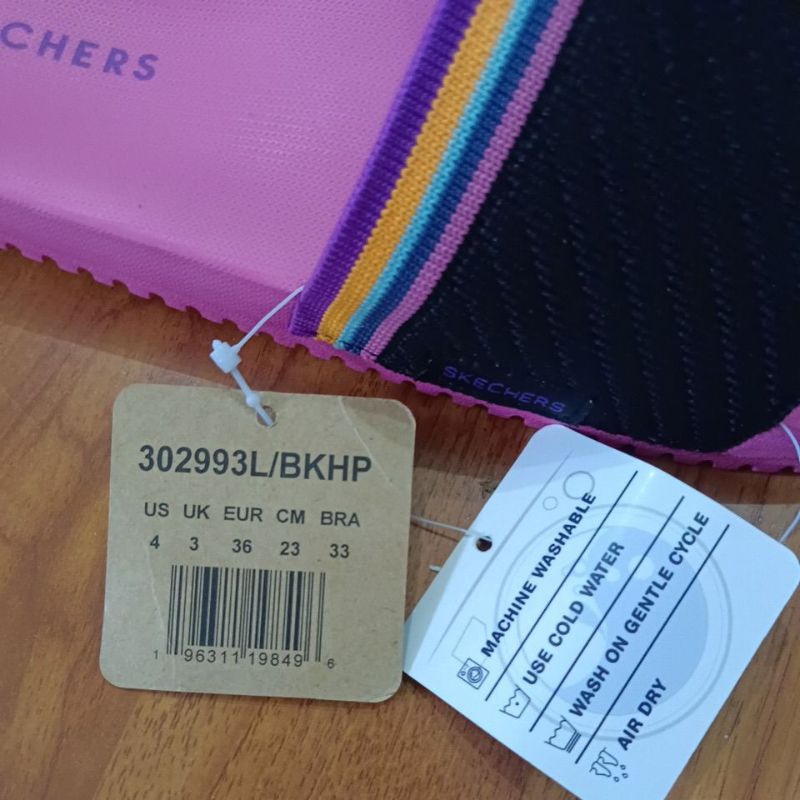 CHERS
SKECHERS
302993L/BKHP
US UK EUR CM BRA
4 3 36 23 33
1 96311 19849 6
MACHINE WASHABLE
USE COLD WATER
WASH ON GENTLE CYCLE
AIR DRY